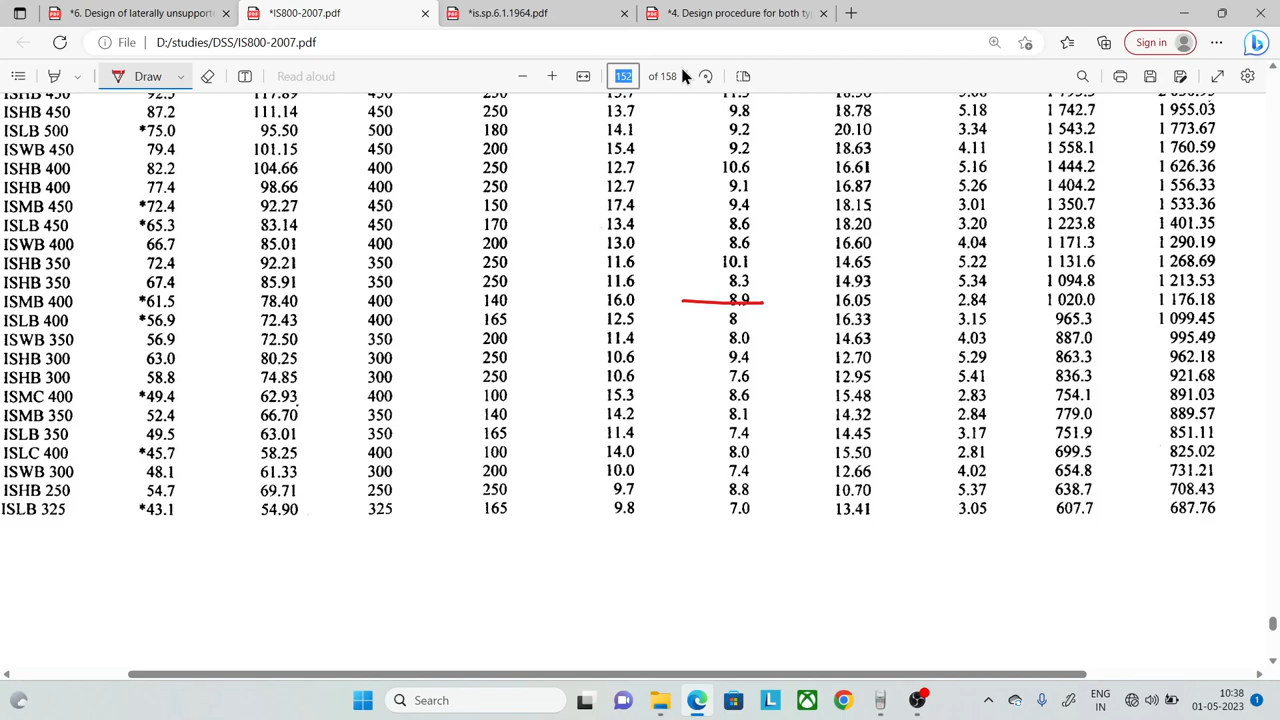 *6. Design of laterally unsupport
*IS800-2007.pdf
*is.sp.6.1.1964.pdf
*4. Design procedure for both ty
File D:/studies/DSS/IS800-2007.pdf
Sign in
Draw Read aloud 152 of 158
ISHB 450 92.5 117.89 450 250 13.7 11.3 18.50 5.08
ISHB 450 87.2 111.14 450 250 13.7 9.8 18.78 5.18 1 742.7 1 955.03
ISLB 500 *75.0 95.50 500 180 14.1 9.2 20.10 3.34 1 543.2 1 773.67
ISWB 450 79.4 101.15 450 200 15.4 9.2 18.63 4.11 1 558.1 1 760.59
ISHB 400 82.2 104.66 400 250 12.7 10.6 16.61 5.16 1 444.2 1 626.36
ISHB 400 77.4 98.66 400 250 12.7 9.1 16.87 5.26 1 404.2 1 556.33
ISMB 450 *72.4 92.27 450 150 17.4 9.4 18.15 3.01 1 350.7 1 533.36
ISLB 450 *65.3 83.14 450 170 13.4 8.6 18.20 3.20 1 223.8 1 401.35
ISWB 400 66.7 85.01 400 200 13.0 8.6 16.60 4.04 1 171.3 1 290.19
ISHB 350 72.4 92.21 350 250 11.6 10.1 14.65 5.22 1 131.6 1 268.69
ISHB 350 67.4 85.91 350 250 11.6 8.3 14.93 5.34 1 094.8 1 213.53
ISMB 400 *61.5 78.40 400 140 16.0 8.9 16.05 2.84 1 020.0 1 176.18
ISLB 400 *56.9 72.43 400 165 12.5 8 16.33 3.15 965.3 1 099.45
ISWB 350 56.9 72.50 350 200 11.4 8.0 14.63 4.03 887.0 995.49
ISHB 300 63.0 80.25 300 250 10.6 9.4 12.70 5.29 863.3 962.18
ISHB 300 58.8 74.85 300 250 10.6 7.6 12.95 5.41 836.3 921.68
ISMC 400 *49.4 62.93 400 100 15.3 8.6 15.48 2.83 754.1 891.03
ISMB 350 52.4 66.70 350 140 14.2 8.1 14.32 2.84 779.0 889.57
ISLB 350 49.5 63.01 350 165 11.4 7.4 14.45 3.17 751.9 851.11
ISLC 400 *45.7 58.25 400 100 14.0 8.0 15.50 2.81 699.5 825.02
ISWB 300 48.1 61.33 300 200 10.0 7.4 12.66 4.02 654.8 731.21
ISHB 250 54.7 69.71 250 250 9.7 8.8 10.70 5.37 638.7 708.43
ISLB 325 *43.1 54.90 325 165 9.8 7.0 13.41 3.05 607.7 687.76
Search
ENG
IN
10:38
01-05-2023